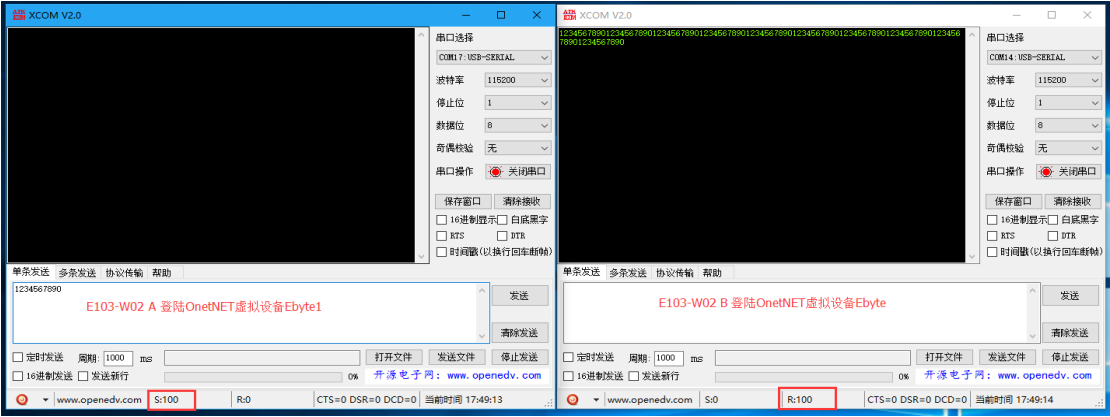 XCOM V2.0
串口选择
COM17:USB-SERIAL
波特率 115200
停止位 1
数据位 8
奇偶校验 无
串口操作 关闭串口
保存窗口 清除接收
16进制显示 白底黑字
RTS DTR
时间戳(以换行回车断帧)
单条发送 多条发送 协议传输 帮助
1234567890
E103-W02 A 登陆OnetNET虚拟设备Ebyte1
发送
清除发送
定时发送 周期: 1000 ms 打开文件 发送文件 停止发送
16进制发送 发送新行 0% 开源电子网: www.openedv.com
www.openedv.com S:100 R:0 CTS=0 DSR=0 DCD=0 当前时间 17:49:13
XCOM V2.0
1234567890123456789012345678901234567890123456789012345678901234567890123456
789012345678901234567890
串口选择
COM14:USB-SERIAL
波特率 115200
停止位 1
数据位 8
奇偶校验 无
串口操作 关闭串口
保存窗口 清除接收
16进制显示 白底黑字
RTS DTR
时间戳(以换行回车断帧)
单条发送 多条发送 协议传输 帮助
E103-W02 B 登陆OnetNET虚拟设备Ebyte
发送
清除发送
定时发送 周期: 1000 ms 打开文件 发送文件 停止发送
16进制发送 发送新行 0% 开源电子网: www.openedv.com
www.openedv.com S:0 R:100 CTS=0 DSR=0 DCD=0 当前时间 17:49:14